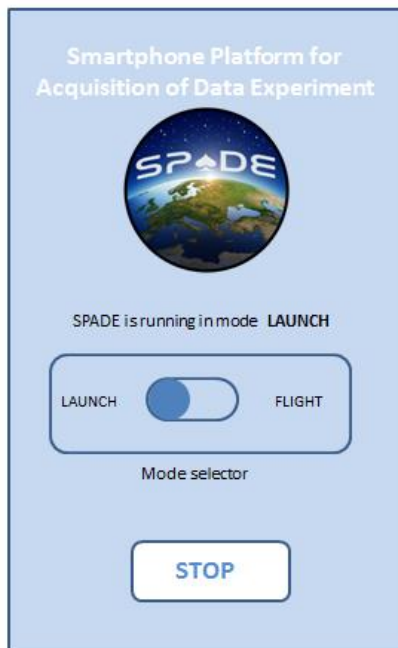 Smartphone Platform for
Acquisition of Data Experiment
SPADE
SPADE is running in mode LAUNCH
LAUNCH FLIGHT
Mode selector
STOP